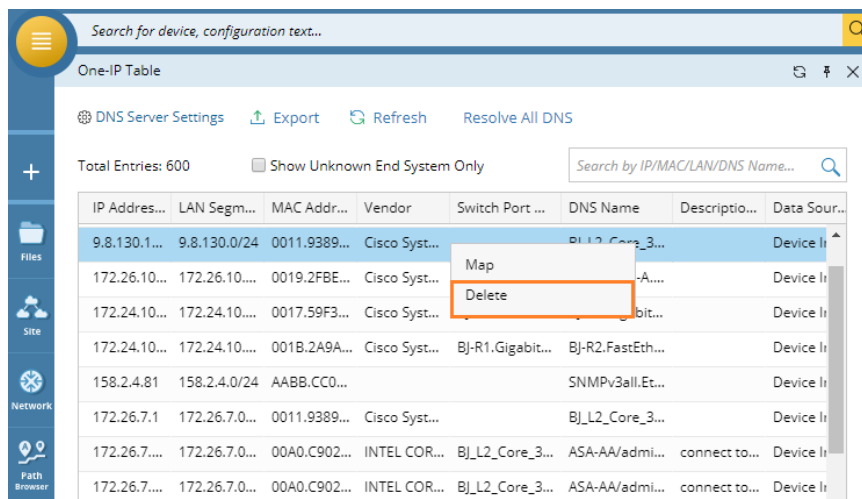 Search for device, configuration text...
One-IP Table
DNS Server Settings Export Refresh Resolve All DNS
Total Entries: 600 Show Unknown End System Only Search by IP/MAC/LAN/DNS Name...
IP Addres... LAN Segm... MAC Addr... Vendor Switch Port ... DNS Name Descriptio... Data Sour...
9.8.130.1... 9.8.130.0/24 0011.9389... Cisco Syst... BJ_L2_Core_3... Device I
Map
172.26.10... 172.26.10.... 0019.2FBE... Cisco Syst... -A.... Device I
Delete
172.24.10... 172.24.10.... 0017.59F3... Cisco Syst... bit... Device I
172.24.10... 172.24.10.... 001B.2A9A... Cisco Syst... BJ-R1.Gigabit... BJ-R2.FastEth... Device I
158.2.4.81 158.2.4.0/24 AABB.CC0... SNMPv3all.Et... Device I
172.26.7.1 172.26.7.0... 0011.9389... Cisco Syst... BJ_L2_Core_3... Device I
172.26.7.... 172.26.7.0... 00A0.C902... INTEL COR... BJ_L2_Core_3... ASA-AA/admi... connect to... Device I
172.26.7.... 172.26.7.0... 00A0.C902... INTEL COR... BJ_L2_Core_3... ASA-AA/admi... connect to... Device I
Files
Site
Network
Path
Browser